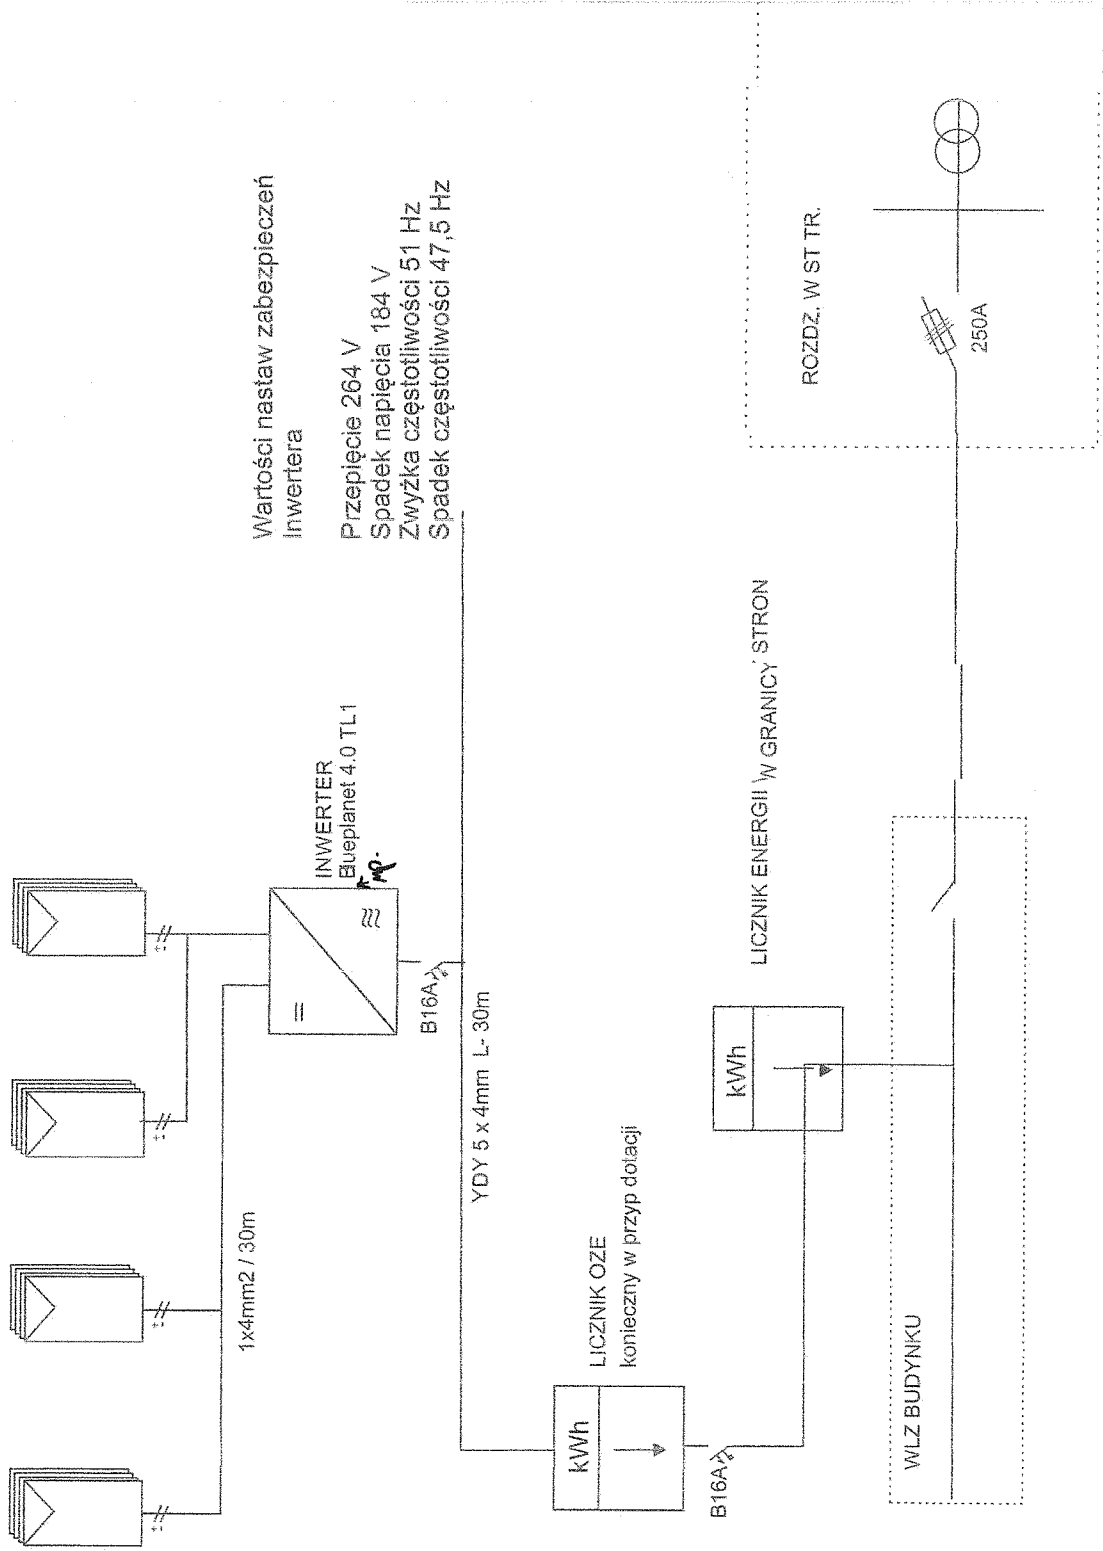 1x4mm2 / 30m
INWERTER
Blueplanet 4.0 TL1
B16A
YDY 5 x 4mm L- 30m
Wartości nastaw zabezpieczeń
Inwertera
Przepięcie 264 V
Spadek napięcia 184 V
Zwyżka częstotliwości 51 Hz
Spadek częstotliwości 47,5 Hz
kWh
LICZNIK OZE
konieczny w przyp dotacji
B16A
kWh
LICZNIK ENERGII W GRANICY STRON
WLZ BUDYNKU
ROZDZ. W ST TR.
250A